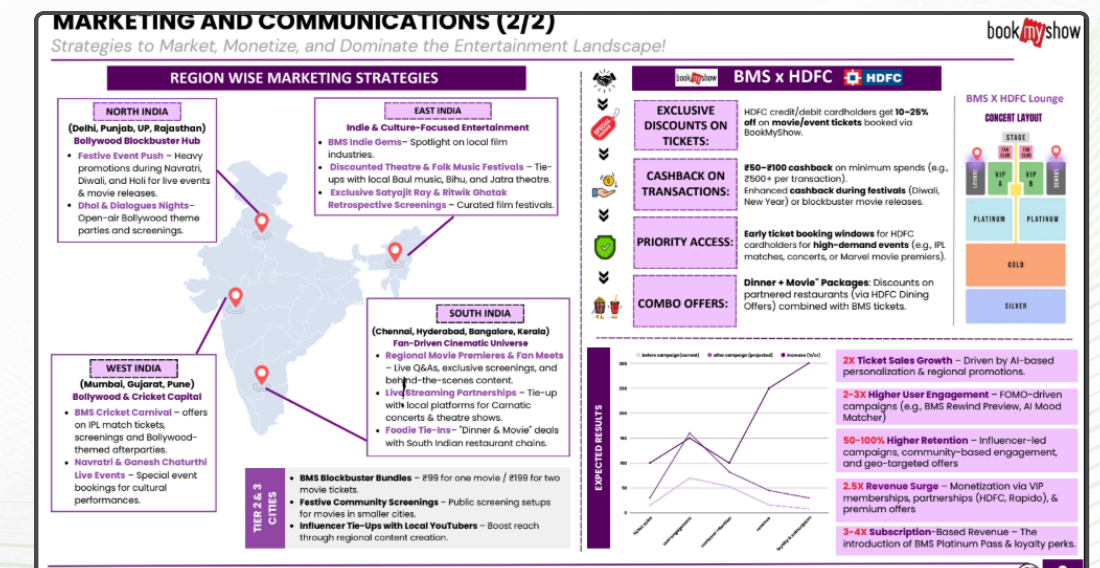 MARKETING AND COMMUNICATIONS (2/2)
Strategies to Market, Monetize, and Dominate the Entertainment Landscape!
bookmyshow
REGION WISE MARKETING STRATEGIES
NORTH INDIA
(Delhi, Punjab, UP, Rajasthan)
Bollywood Blockbuster Hub
• Festive Event Push – Heavy
promotions during Navratri,
Diwali, and Holi for live events
& movie releases.
• Dhol & Dialogues Nights–
Open-air Bollywood theme
parties and screenings.
EAST INDIA
Indie & Culture-Focused Entertainment
• BMS Indie Gems– Spotlight on local film
industries.
• Discounted Theatre & Folk Music Festivals – Tie-
ups with local Baul music, Bihu, and Jatra theatre.
• Exclusive Satyajit Ray & Ritwik Ghatak
Retrospective Screenings – Curated film festivals.
WEST INDIA
(Mumbai, Gujarat, Pune)
Bollywood & Cricket Capital
• BMS Cricket Carnival – offers
on IPL match tickets,
screenings and Bollywood-
themed afterparties.
• Navratri & Ganesh Chaturthi
Live Events – Special event
bookings for cultural
performances.
SOUTH INDIA
(Chennai, Hyderabad, Bangalore, Kerala)
Fan-Driven Cinematic Universe
• Regional Movie Premieres & Fan Meets
– Live Q&As, exclusive screenings, and
behind-the-scenes content.
• Live Streaming Partnerships – Tie-up
with local platforms for Carnatic
concerts & theatre shows.
• Foodie Tie-Ins– "Dinner & Movie" deals
with South Indian restaurant chains.
TIER 2 & 3
CITIES
• BMS Blockbuster Bundles – ₹99 for one movie / ₹199 for two
movie tickets.
• Festive Community Screenings – Public screening setups
for movies in smaller cities.
• Influencer Tie-Ups with Local YouTubers – Boost reach
through regional content creation.
bookmyshow BMS x HDFC HDFC
SPECIAL
EXCLUSIVE
DISCOUNTS ON
TICKETS:
HDFC credit/debit cardholders get 10–25%
off on movie/event tickets booked via
BookMyShow.
CASHBACK ON
TRANSACTIONS:
₹50–₹100 cashback on minimum spends (e.g.,
₹500+ per transaction).
Enhanced cashback during festivals (Diwali,
New Year) or blockbuster movie releases.
PRIORITY ACCESS:
Early ticket booking windows for HDFC
cardholders for high-demand events (e.g., IPL
matches, concerts, or Marvel movie premiers).
COMBO OFFERS:
Dinner + Movie" Packages: Discounts on
partnered restaurants (via HDFC Dining
Offers) combined with BMS tickets.
BMS X HDFC Lounge
CONCERT LAYOUT
STAGE
FAN CLUB
FAN CLUB
LOUNGE
VIP A
VIP B
PLATINUM
PLATINUM
GOLD
SILVER
EXPECTED RESULTS
before campaign(current)
after campaign (projected)
increase (%/x)
revenue
loyalty & subscription
2X Ticket Sales Growth – Driven by AI-based
personalization & regional promotions.
2-3X Higher User Engagement – FOMO-driven
campaigns (e.g., BMS Rewind Preview, AI Mood
Matcher)
50-100% Higher Retention – Influencer-led
campaigns, community-based engagement,
and geo-targeted offers
2.5X Revenue Surge – Monetization via VIP
memberships, partnerships (HDFC, Rapido), &
premium offers
3-4X Subscription-Based Revenue – The
introduction of BMS Platinum Pass & loyalty perks.